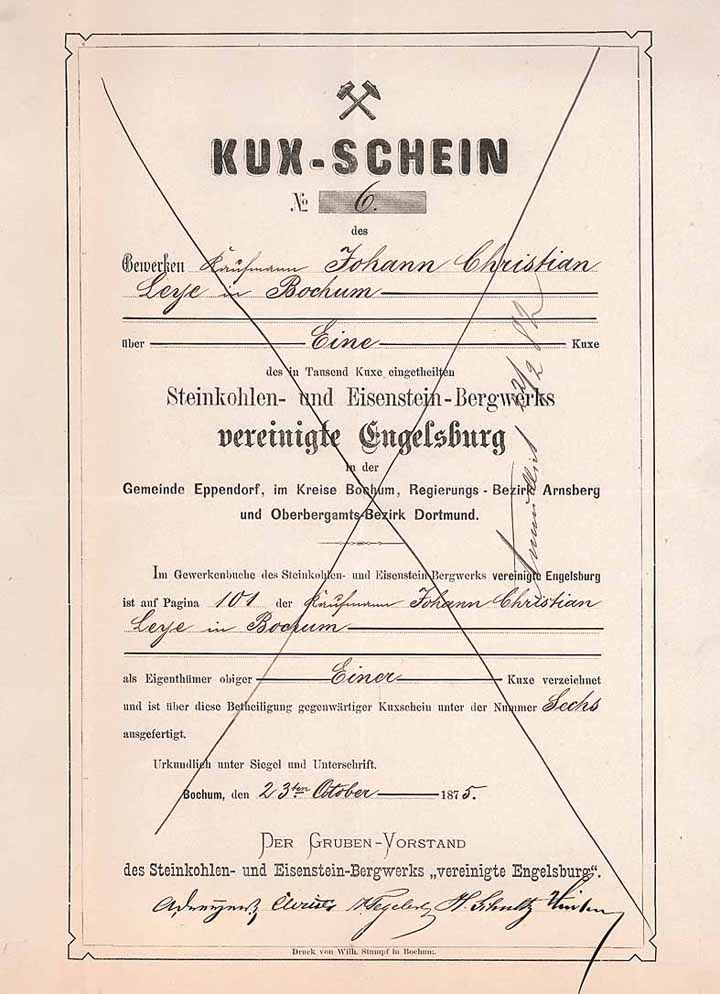 KUX-SCHEIN
No 6.
des
Gewerken Kaufmann Johann Christian
Leye in Bochum
über Eine Kuxe
des in Tausend Kuxe eingetheilten
Steinkohlen- und Eisenstein-Bergwerks
vereinigte Engelsburg
in der
Gemeinde Eppendorf, im Kreise Bochum, Regierungs-Bezirk Arnsberg
und Oberbergamts-Bezirk Dortmund.
Im Gewerkenbuche des Steinkohlen- und Eisenstein-Bergwerks vereinigte Engelsburg
ist auf Pagina 101 der Kaufmann Johann Christian
Leye in Bochum
als Eigenthümer obiger Einer Kuxe verzeichnet
und ist über diese Betheiligung gegenwärtiger Kuxschein unter der Nummer Sechs
ausgefertigt.
Urkundlich unter Siegel und Unterschrift.
Bochum, den 23ten October 1875.
DER GRUBEN-VORSTAND
des Steinkohlen- und Eisenstein-Bergwerks „vereinigte Engelsburg“.
H. Schultz
Druck von Wilh. Stumpf in Bochum.
22/2 82